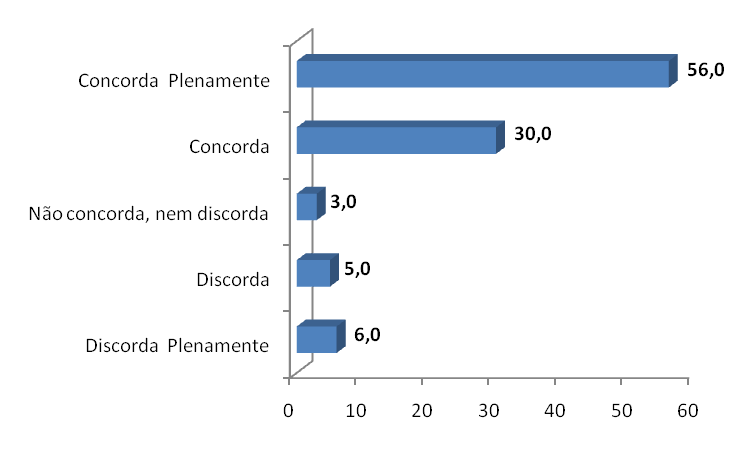 Concorda Plenamente 56,0
Concorda 30,0
Não concorda, nem discorda 3,0
Discorda 5,0
Discorda Plenamente 6,0
0 10 20 30 40 50 60